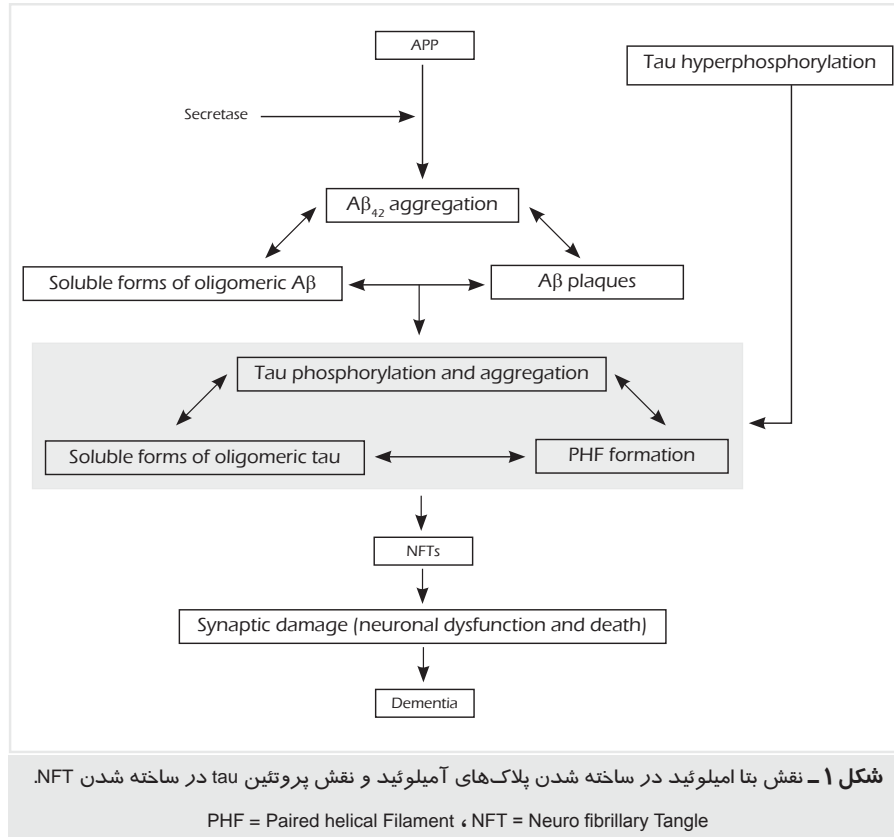 APP
Tau hyperphosphorylation
Secretase
Aβ₄₂ aggregation
Soluble forms of oligomeric Aβ
Aβ plaques
Tau phosphorylation and aggregation
Soluble forms of oligomeric tau
PHF formation
NFTs
Synaptic damage (neuronal dysfunction and death)
Dementia
شکل ۱ ـ نقش بتا امیلوئید در ساخته شدن پلاک‌های آمیلوئید و نقش پروتئین tau در ساخته شدن NFT.
PHF = Paired helical Filament ، NFT = Neuro fibrillary Tangle